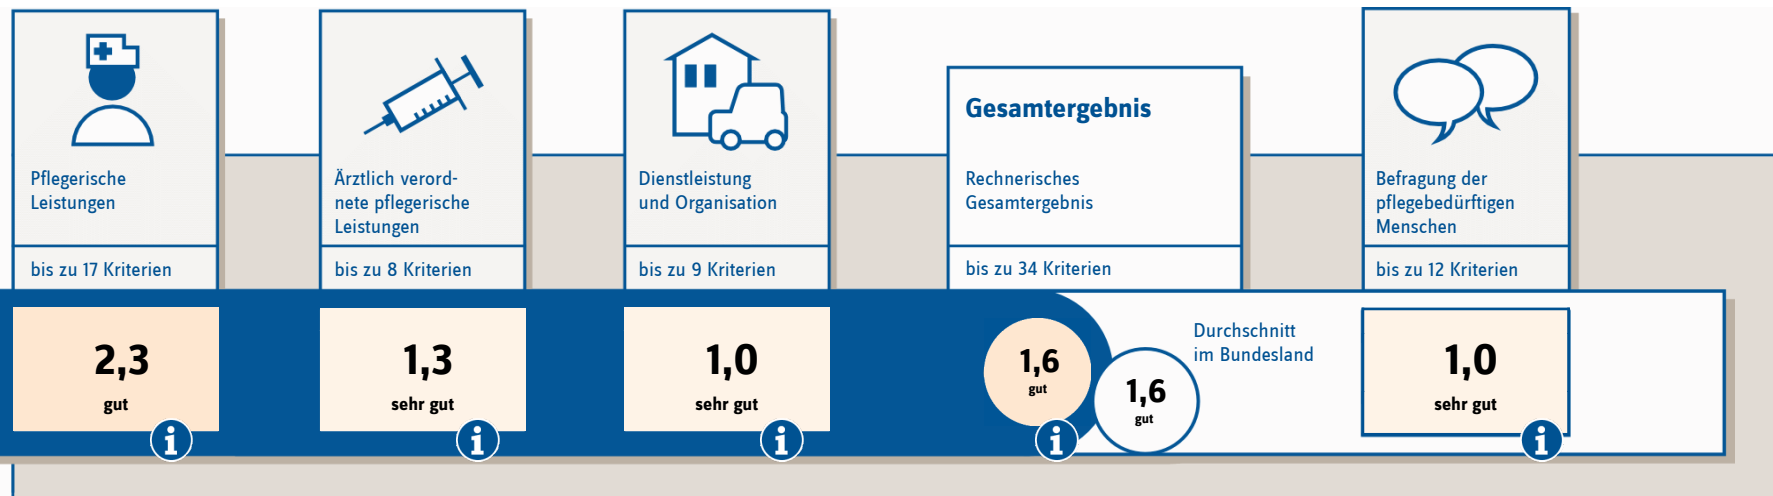 Pflegerische
Leistungen
bis zu 17 Kriterien
2,3
gut
i
Ärztlich verord-
nete pflegerische
Leistungen
bis zu 8 Kriterien
1,3
sehr gut
i
Dienstleistung
und Organisation
bis zu 9 Kriterien
1,0
sehr gut
i
Gesamtergebnis
Rechnerisches
Gesamtergebnis
bis zu 34 Kriterien
1,6
gut
i
Durchschnitt
im Bundesland
1,6
gut
Befragung der
pflegebedürftigen
Menschen
bis zu 12 Kriterien
1,0
sehr gut
i